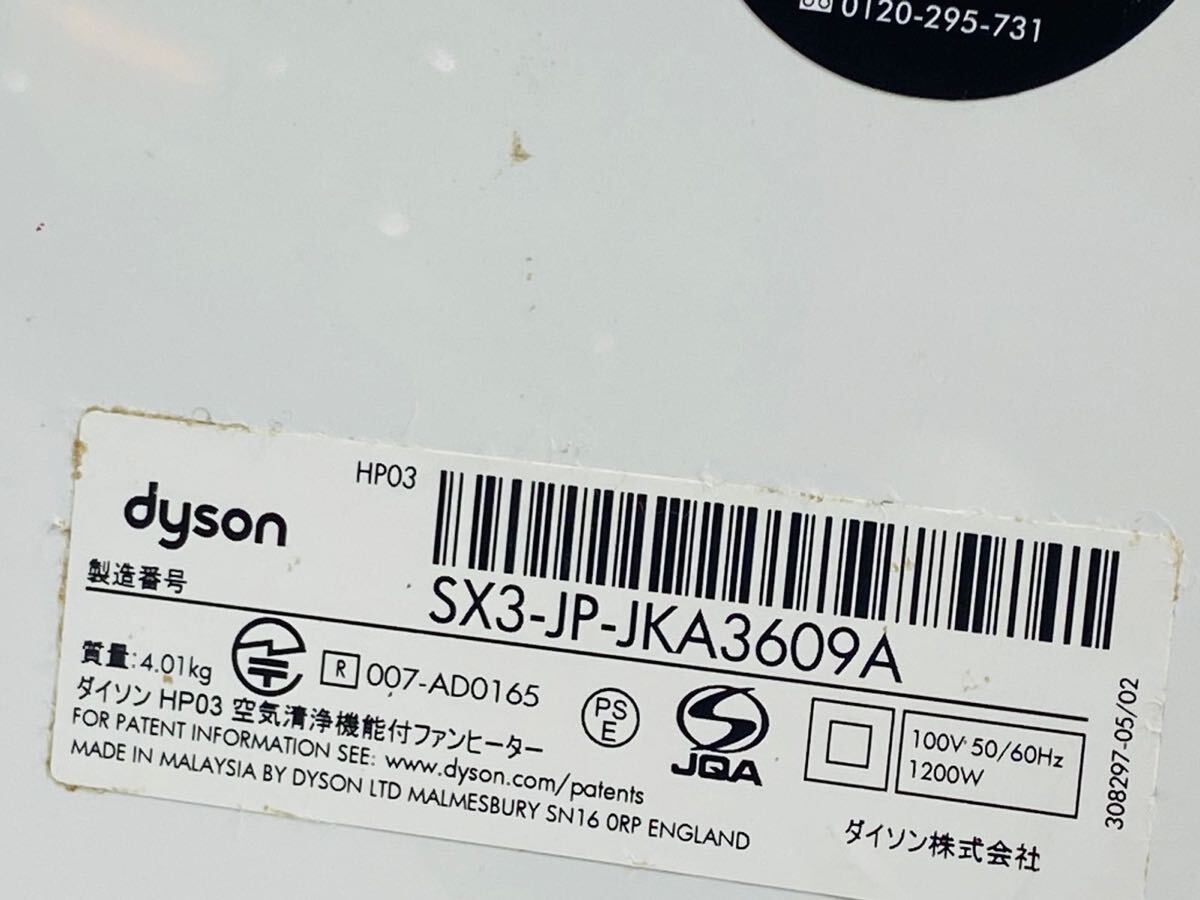 0120-295-731
HP03
dyson
製造番号
SX3-JP-JKA3609A
質量:4.01kg
R 007-AD0165
PS
E
JQA
100V 50/60Hz
1200W
ダイソン HP03 空気清浄機能付ファンヒーター
FOR PATENT INFORMATION SEE: www.dyson.com/patents
MADE IN MALAYSIA BY DYSON LTD MALMESBURY SN16 0RP ENGLAND
ダイソン株式会社
308297-05/02